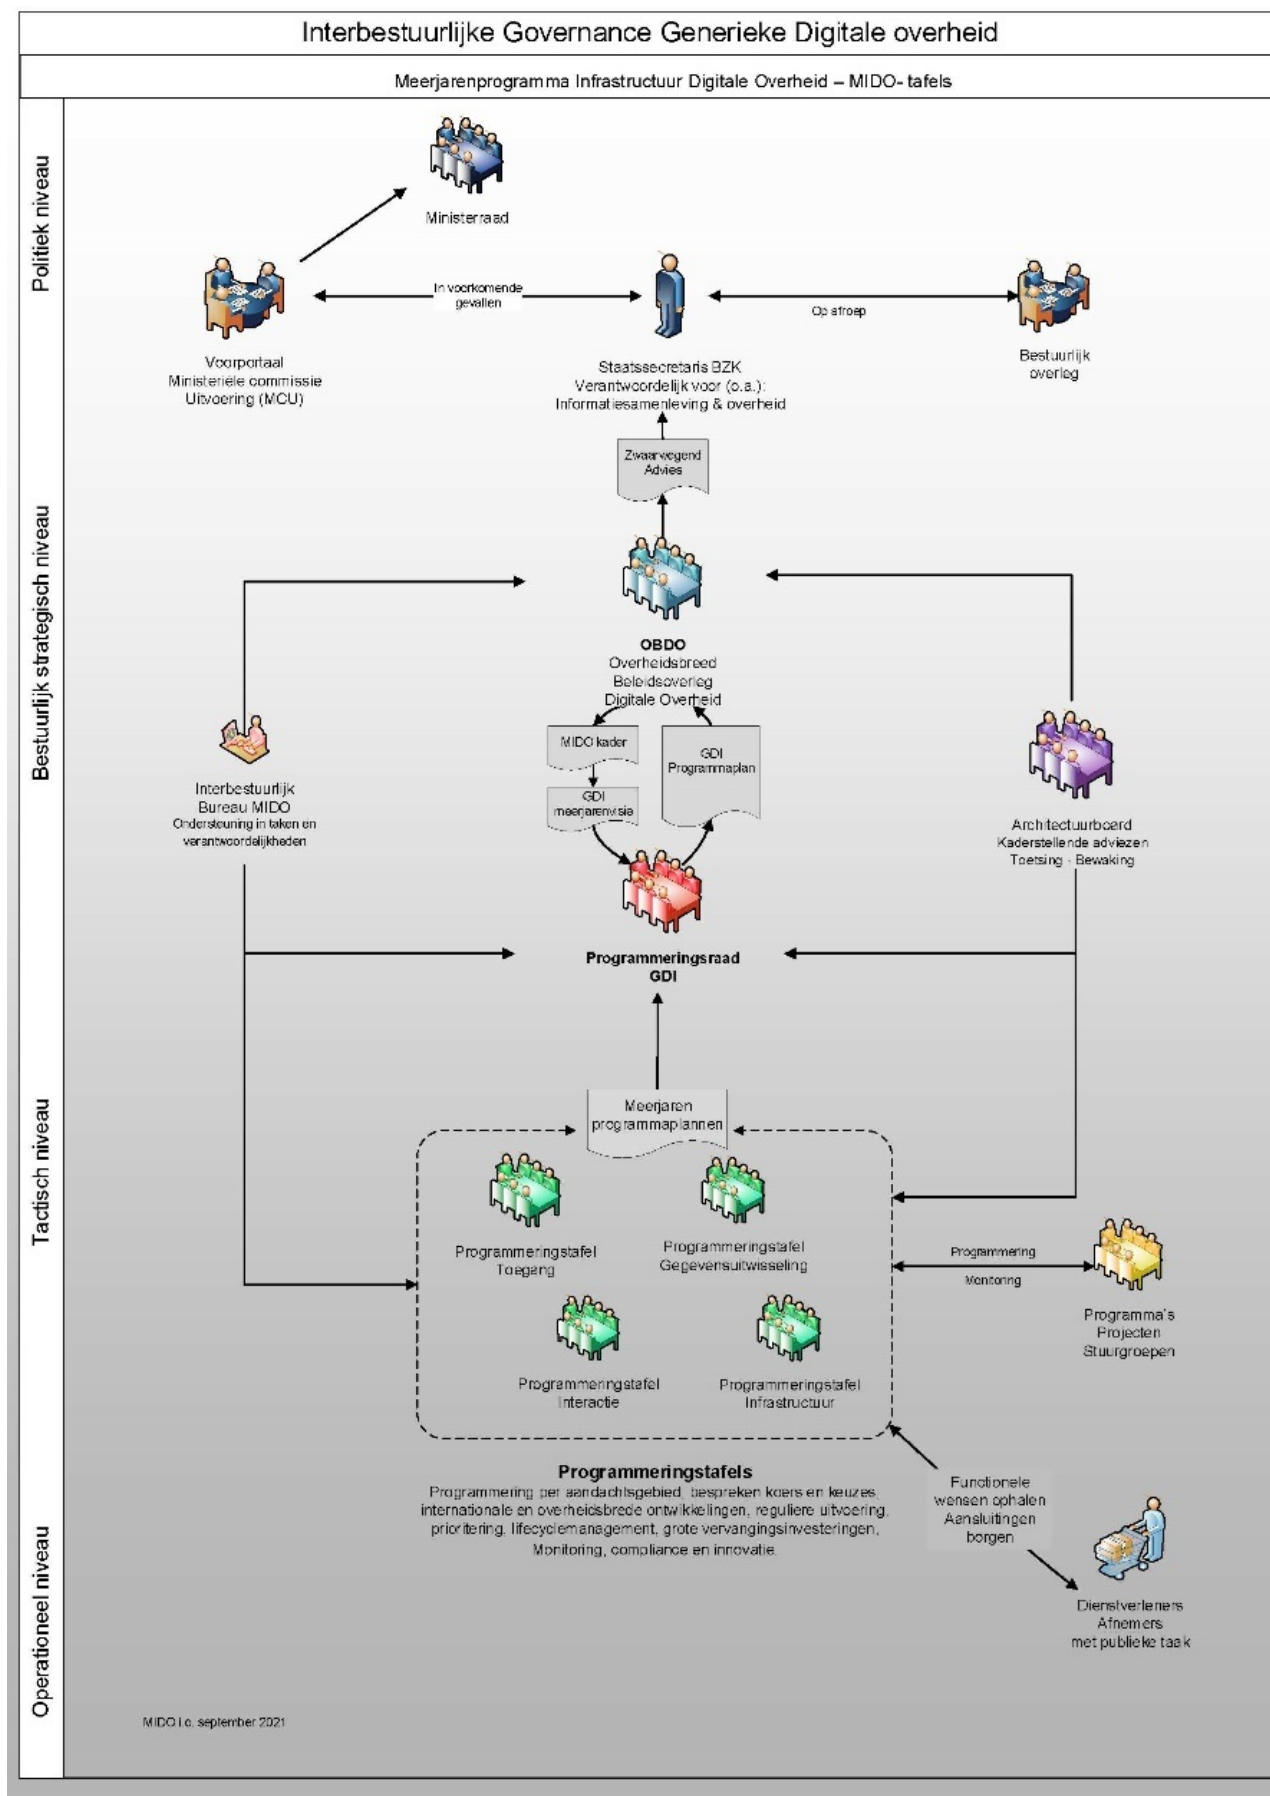 Interbestuurlijke Governance Generieke Digitale overheid
Meerjarenprogramma Infrastructuur Digitale Overheid – MIDO- tafels
Politiek niveau
Ministerraad
In voorkomende
gevallen
Op afroep
Voorportaal
Ministeriële commissie
Uitvoering (MCU)
Staatssecretaris BZK
Verantwoordelijk voor (o.a.):
Informatiesamenleving & overheid
Bestuurlijk
overleg
Zwaarwegend
Advies
Bestuurlijk strategisch niveau
OBDO
Overheidsbreed
Beleidsoverleg
Digitale Overheid
MIDO kader
GDI
meerjarenvisie
GDI
Programmaplan
Interbestuurlijk
Bureau MIDO
Ondersteuning in taken en
verantwoordelijkheden
Architectuurboard
Kaderstellende adviezen
Toetsing - Bewaking
Programmeringsraad
GDI
Tactisch niveau
Meerjaren
programmaplannen
Programmeringstafel
Toegang
Programmeringstafel
Gegevensuitwisseling
Programmering
Monitoring
Programma's
Projecten
Stuurgroepen
Programmeringstafel
Interactie
Programmeringstafel
Infrastructuur
Programmeringstafels
Programmering per aandachtsgebied, bespreken koers en keuzes,
internationale en overheidsbrede ontwikkelingen, reguliere uitvoering,
prioritering, lifecyclemanagement, grote vervangingsinvesteringen,
Monitoring, compliance en innovatie.
Functionele
wensen ophalen
Aansluitingen
borgen
Operationeel niveau
Dienstverleners
Afnemers
met publieke taak
MIDO i.o. september 2021